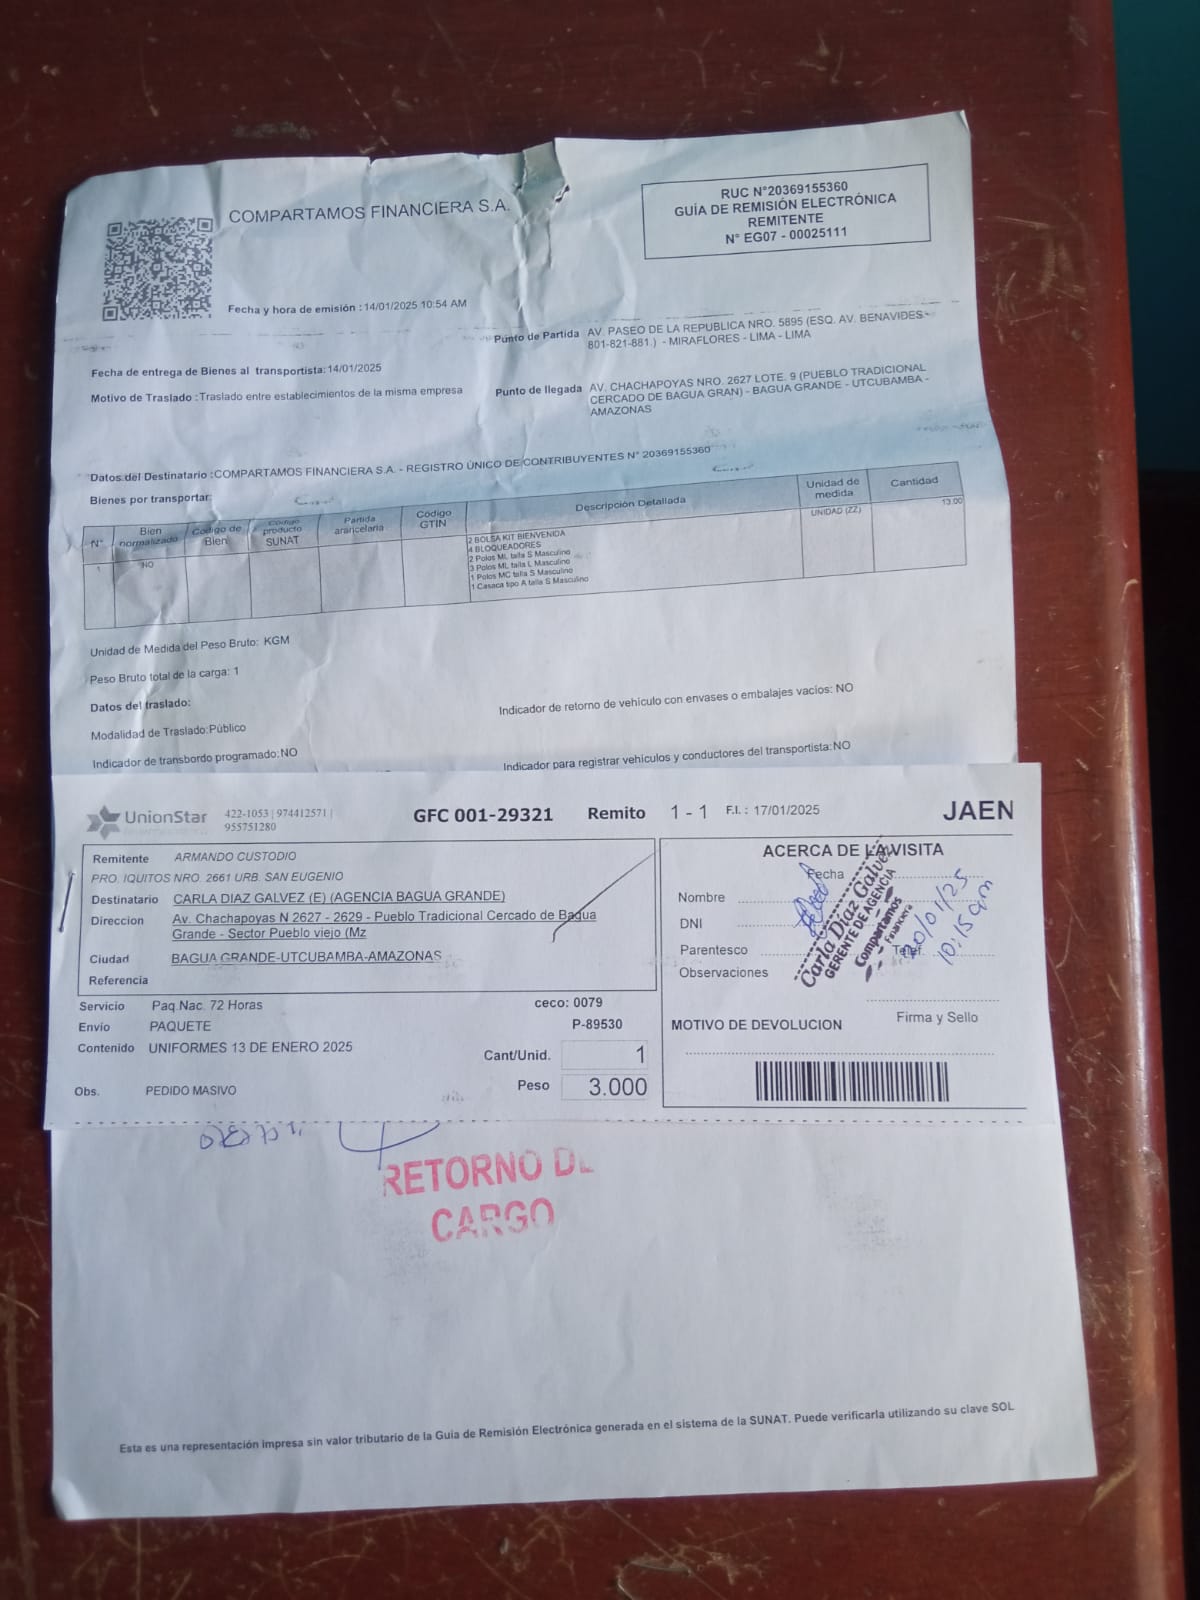 COMPARTAMOS FINANCIERA S.A.
RUC N°20369155360
GUÍA DE REMISIÓN ELECTRÓNICA
REMITENTE
N° EG07 - 00025111
Fecha y hora de emisión : 14/01/2025 10:54 AM
Punto de Partida AV. PASEO DE LA REPUBLICA NRO. 5895 (ESQ. AV. BENAVIDES-
801-821-881.) - MIRAFLORES - LIMA - LIMA
Fecha de entrega de Bienes al transportista: 14/01/2025
Motivo de Traslado : Traslado entre establecimientos de la misma empresa
Punto de llegada AV. CHACHAPOYAS NRO. 2627 LOTE. 9 (PUEBLO TRADICIONAL
CERCADO DE BAGUA GRAN) - BAGUA GRANDE - UTCUBAMBA -
AMAZONAS
Datos del Destinatario : COMPARTAMOS FINANCIERA S.A. - REGISTRO ÚNICO DE CONTRIBUYENTES N° 20369155360
Bienes por transportar:
N° Bien normalizado Código de Bien Código producto SUNAT Partida arancelaria Código GTIN Descripción Detallada Unidad de medida Cantidad
1 NO 2 BOLSA KIT BIENVENIDA UNIDAD (ZZ) 13.00
4 BLOQUEADORES
2 Polos ML talla S Masculino
3 Polos ML talla L Masculino
1 Polos MC talla S Masculino
1 Casaca tipo A talla S Masculino
Unidad de Medida del Peso Bruto: KGM
Peso Bruto total de la carga: 1
Datos del traslado:
Modalidad de Traslado: Público
Indicador de retorno de vehículo con envases o embalajes vacíos: NO
Indicador de transbordo programado: NO
Indicador para registrar vehículos y conductores del transportista: NO
UnionStar
422-1053 | 974412571 |
955751280
GFC 001-29321 Remito 1 - 1 F.I. : 17/01/2025 JAEN
Remitente ARMANDO CUSTODIO
PRO. IQUITOS NRO. 2661 URB. SAN EUGENIO
Destinatario CARLA DIAZ GALVEZ (E) (AGENCIA BAGUA GRANDE)
Direccion Av. Chachapoyas N 2627 - 2629 - Pueblo Tradicional Cercado de Bagua
Grande - Sector Pueblo viejo (Mz
Ciudad BAGUA GRANDE-UTCUBAMBA-AMAZONAS
Referencia
Servicio Paq.Nac. 72 Horas ceco: 0079
Envío PAQUETE P-89530
Contenido UNIFORMES 13 DE ENERO 2025
Cant/Unid. 1
Obs. PEDIDO MASIVO
Peso 3.000
ACERCA DE LA VISITA
Fecha
Nombre
DNI
Parentesco Telef.
Observaciones
Carla Diaz Galvez
GERENTE DE AGENCIA
Compartamos
Financiera
20/01/25
10:15 am
Firma y Sello
MOTIVO DE DEVOLUCION
RETORNO DE
CARGO
Esta es una representación impresa sin valor tributario de la Guía de Remisión Electrónica generada en el sistema de la SUNAT. Puede verificarla utilizando su clave SOL